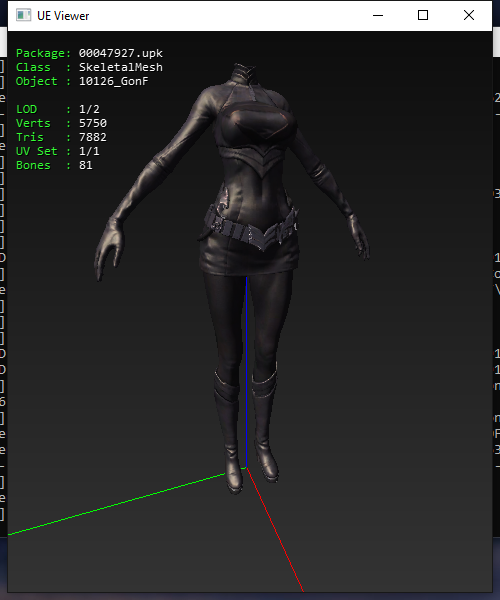 UE Viewer
Package: 00047927.upk
Class : SkeletalMesh
Object : 10126_GonF
LOD : 1/2
Verts : 5750
Tris : 7882
UV Set : 1/1
Bones : 81